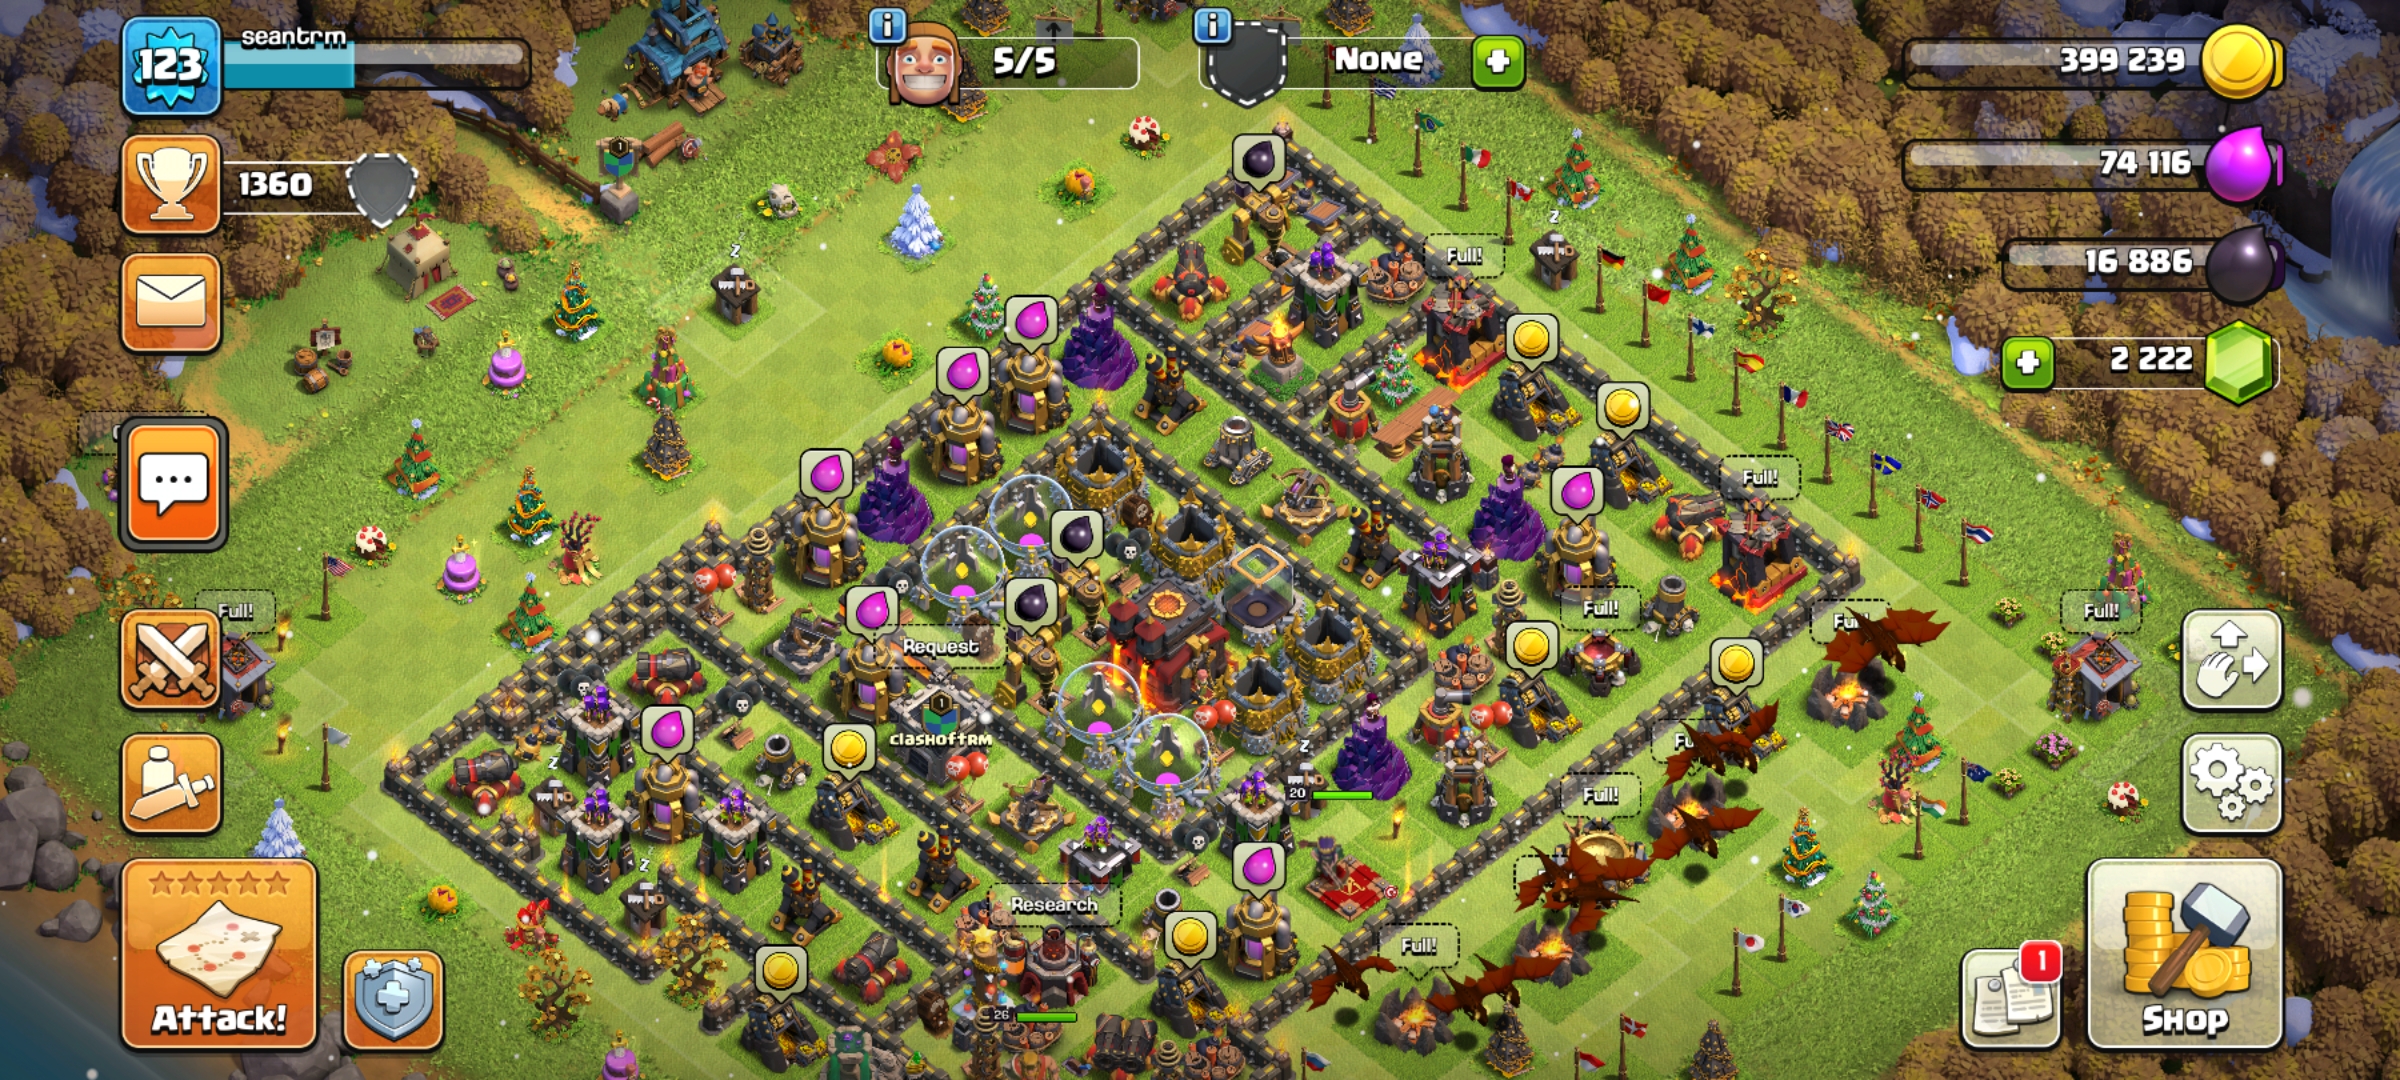 123
seantrm
5/5
None
399 239
1360
74 116
16 886
2 222
Full!
Full!
Full!
Full!
Full!
Request
clashoftrm
20
Full!
Research
Full!
26
Attack!
1
Shop